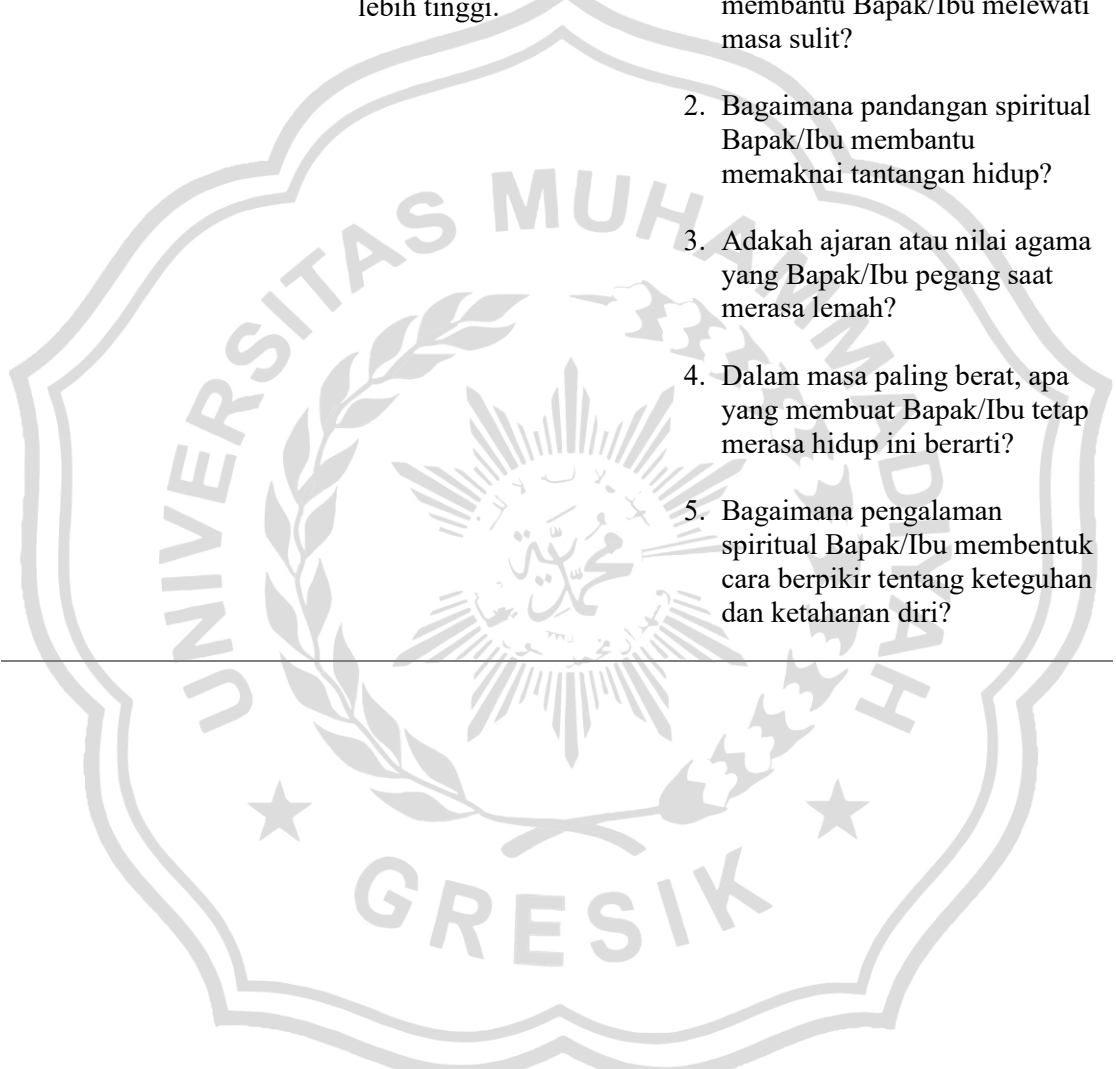 lebih tinggi.
membantu Bapak/Ibu melewati
masa sulit?
2. Bagaimana pandangan spiritual
Bapak/Ibu membantu
memaknai tantangan hidup?
3. Adakah ajaran atau nilai agama
yang Bapak/Ibu pegang saat
merasa lemah?
4. Dalam masa paling berat, apa
yang membuat Bapak/Ibu tetap
merasa hidup ini berarti?
5. Bagaimana pengalaman
spiritual Bapak/Ibu membentuk
cara berpikir tentang keteguhan
dan ketahanan diri?
UNIVERSITAS MUHAMMADIYAH
GRESIK